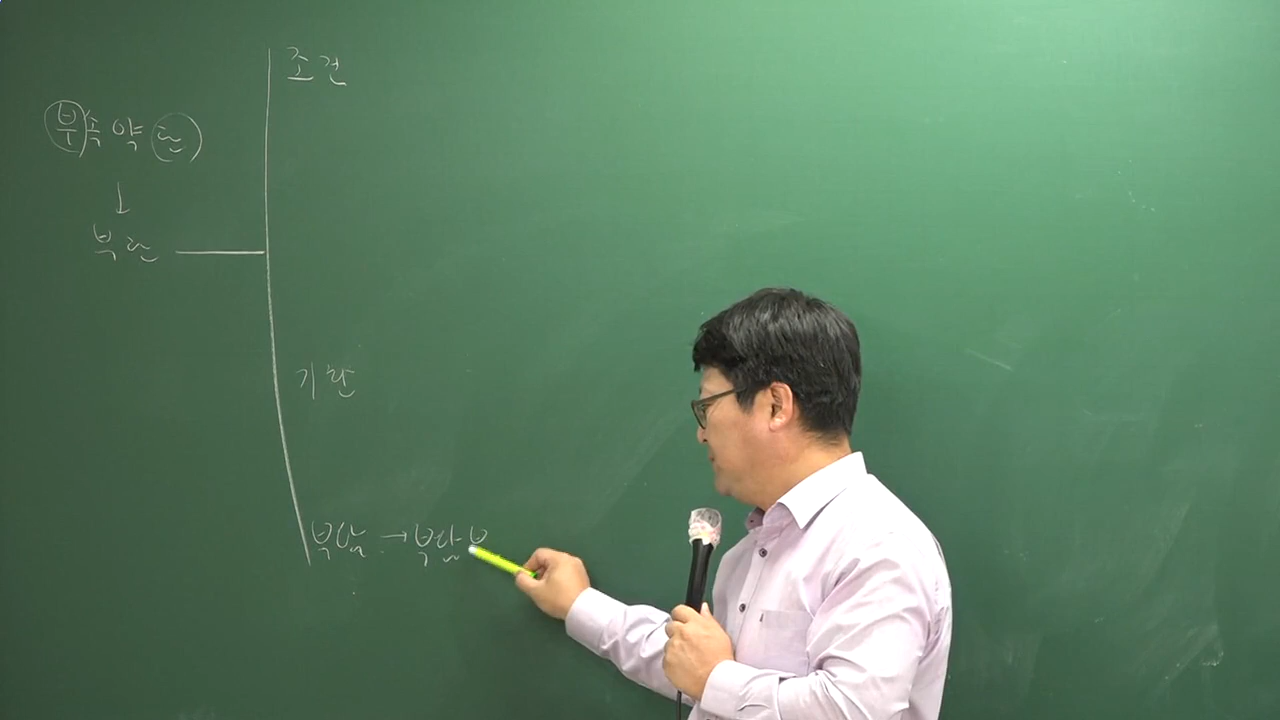 조건
부속약관
↓
부관
기한
부담 → 부담부